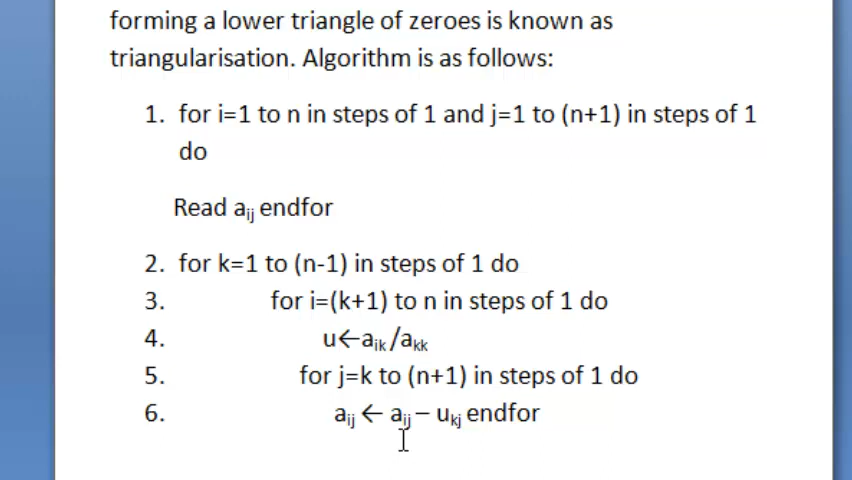 forming a lower triangle of zeroes is known as
triangularisation. Algorithm is as follows:
1. for i=1 to n in steps of 1 and j=1 to (n+1) in steps of 1
do
Read aij endfor
2. for k=1 to (n-1) in steps of 1 do
3. for i=(k+1) to n in steps of 1 do
4. u←aik/akk
5. for j=k to (n+1) in steps of 1 do
6. aij ← aij – ukj endfor